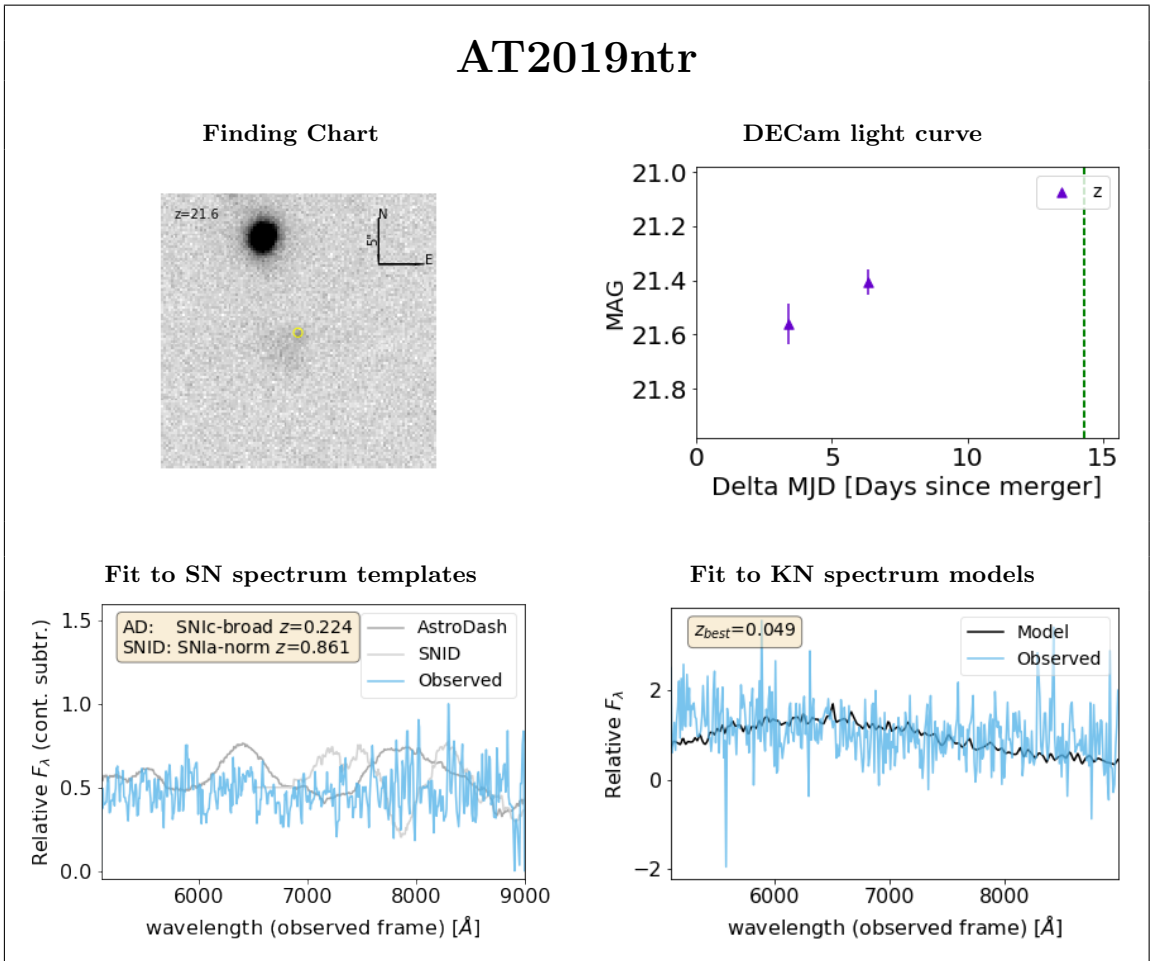 AT2019ntr
Finding Chart
DECam light curve
z=21.6
N
5"
E
21.0
21.2
21.4
21.6
21.8
MAG
z
0
5
10
15
Delta MJD [Days since merger]
Fit to SN spectrum templates
Fit to KN spectrum models
1.5
1.0
0.5
0.0
Relative F_λ (cont. subtr.)
AD: SNIc-broad z=0.224
SNID: SNIa-norm z=0.861
AstroDash
SNID
Observed
6000
7000
8000
9000
wavelength (observed frame) [Å]
2
0
−2
Relative F_λ
z_best=0.049
Model
Observed
6000
7000
8000
wavelength (observed frame) [Å]